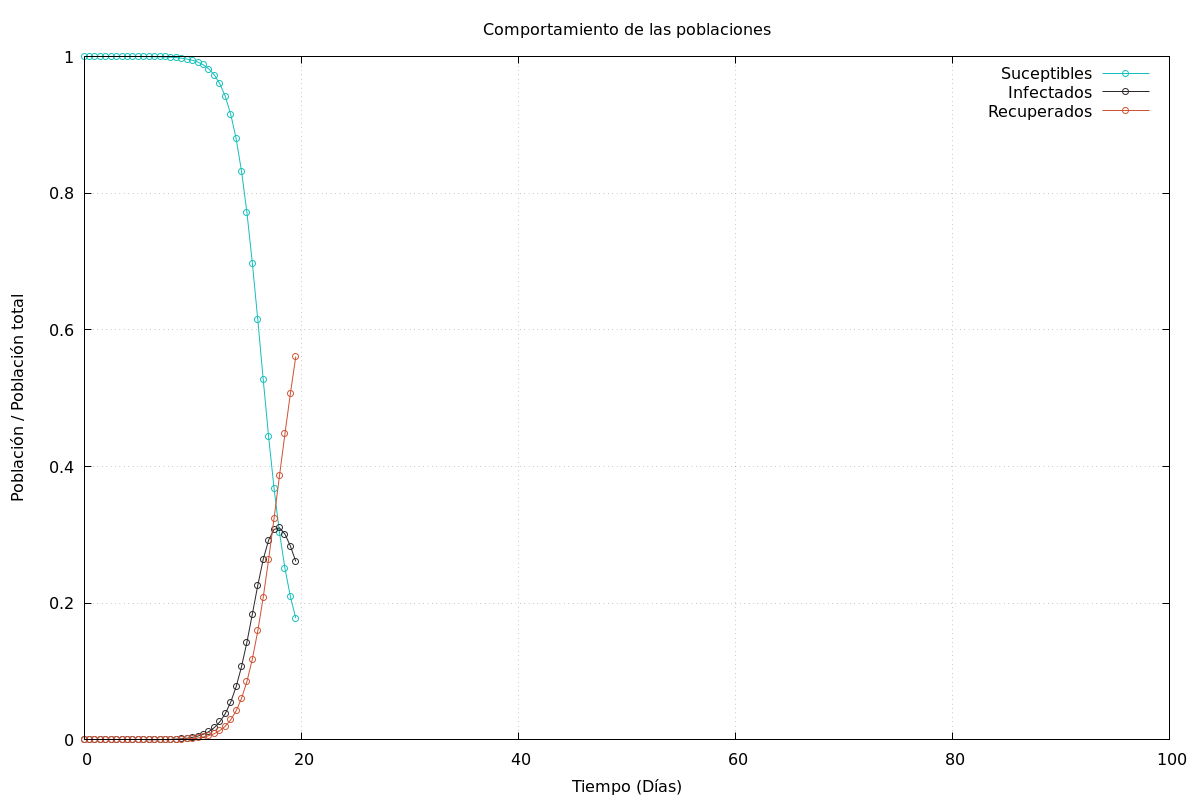 Comportamiento de las poblaciones
Suceptibles
Infectados
Recuperados
1
0.8
0.6
0.4
0.2
0
Población / Población total
0 20 40 60 80 100
Tiempo (Días)